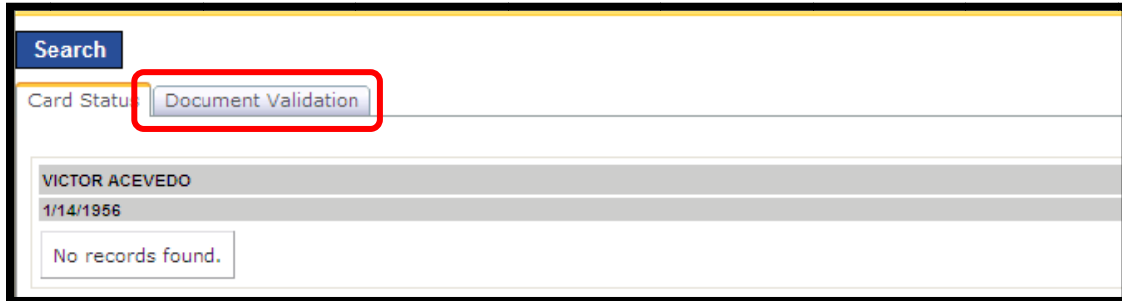 Search
Card Status Document Validation
VICTOR ACEVEDO
1/14/1956
No records found.